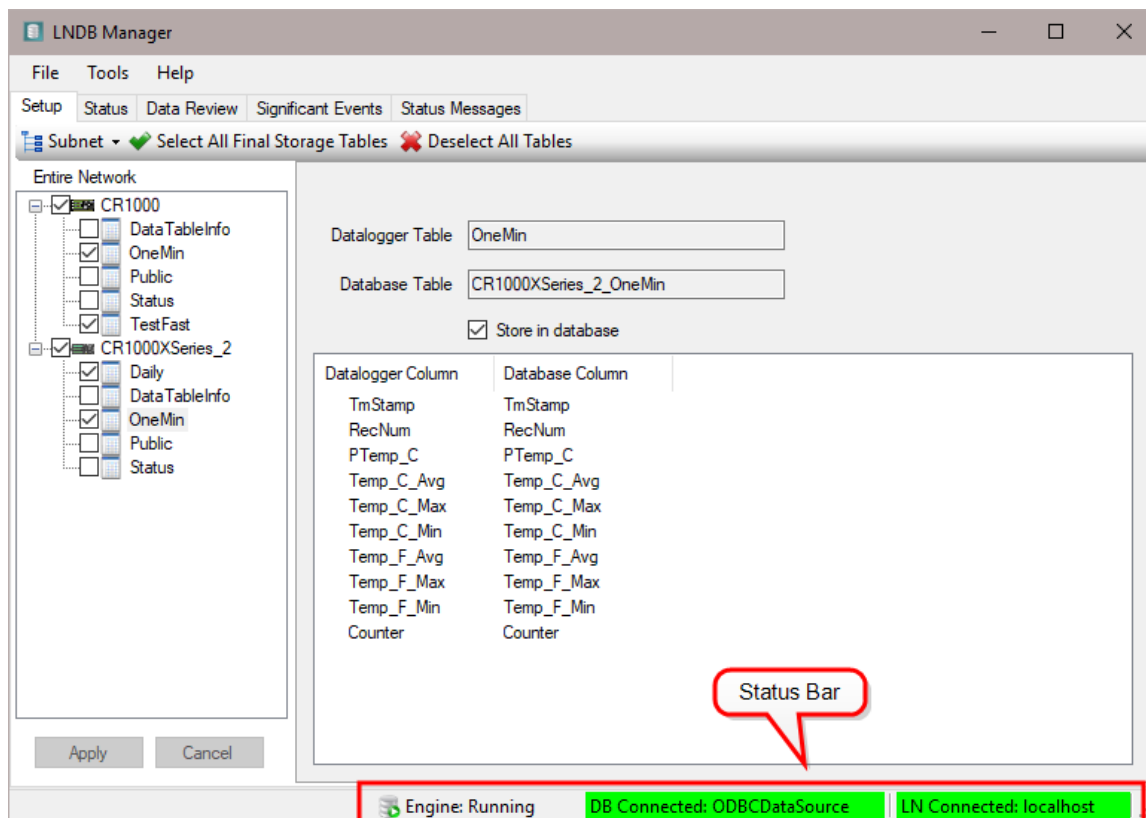 LNDB Manager
File Tools Help
Setup Status Data Review Significant Events Status Messages
Subnet Select All Final Storage Tables Deselect All Tables
Entire Network
CR1000
DataTableInfo
OneMin
Public
Status
TestFast
CR1000XSeries_2
Daily
DataTableInfo
OneMin
Public
Status
Apply Cancel
Datalogger Table OneMin
Database Table CR1000XSeries_2_OneMin
Store in database
Datalogger Column Database Column
TmStamp TmStamp
RecNum RecNum
PTemp_C PTemp_C
Temp_C_Avg Temp_C_Avg
Temp_C_Max Temp_C_Max
Temp_C_Min Temp_C_Min
Temp_F_Avg Temp_F_Avg
Temp_F_Max Temp_F_Max
Temp_F_Min Temp_F_Min
Counter Counter
Status Bar
Engine: Running DB Connected: ODBCDataSource LN Connected: localhost